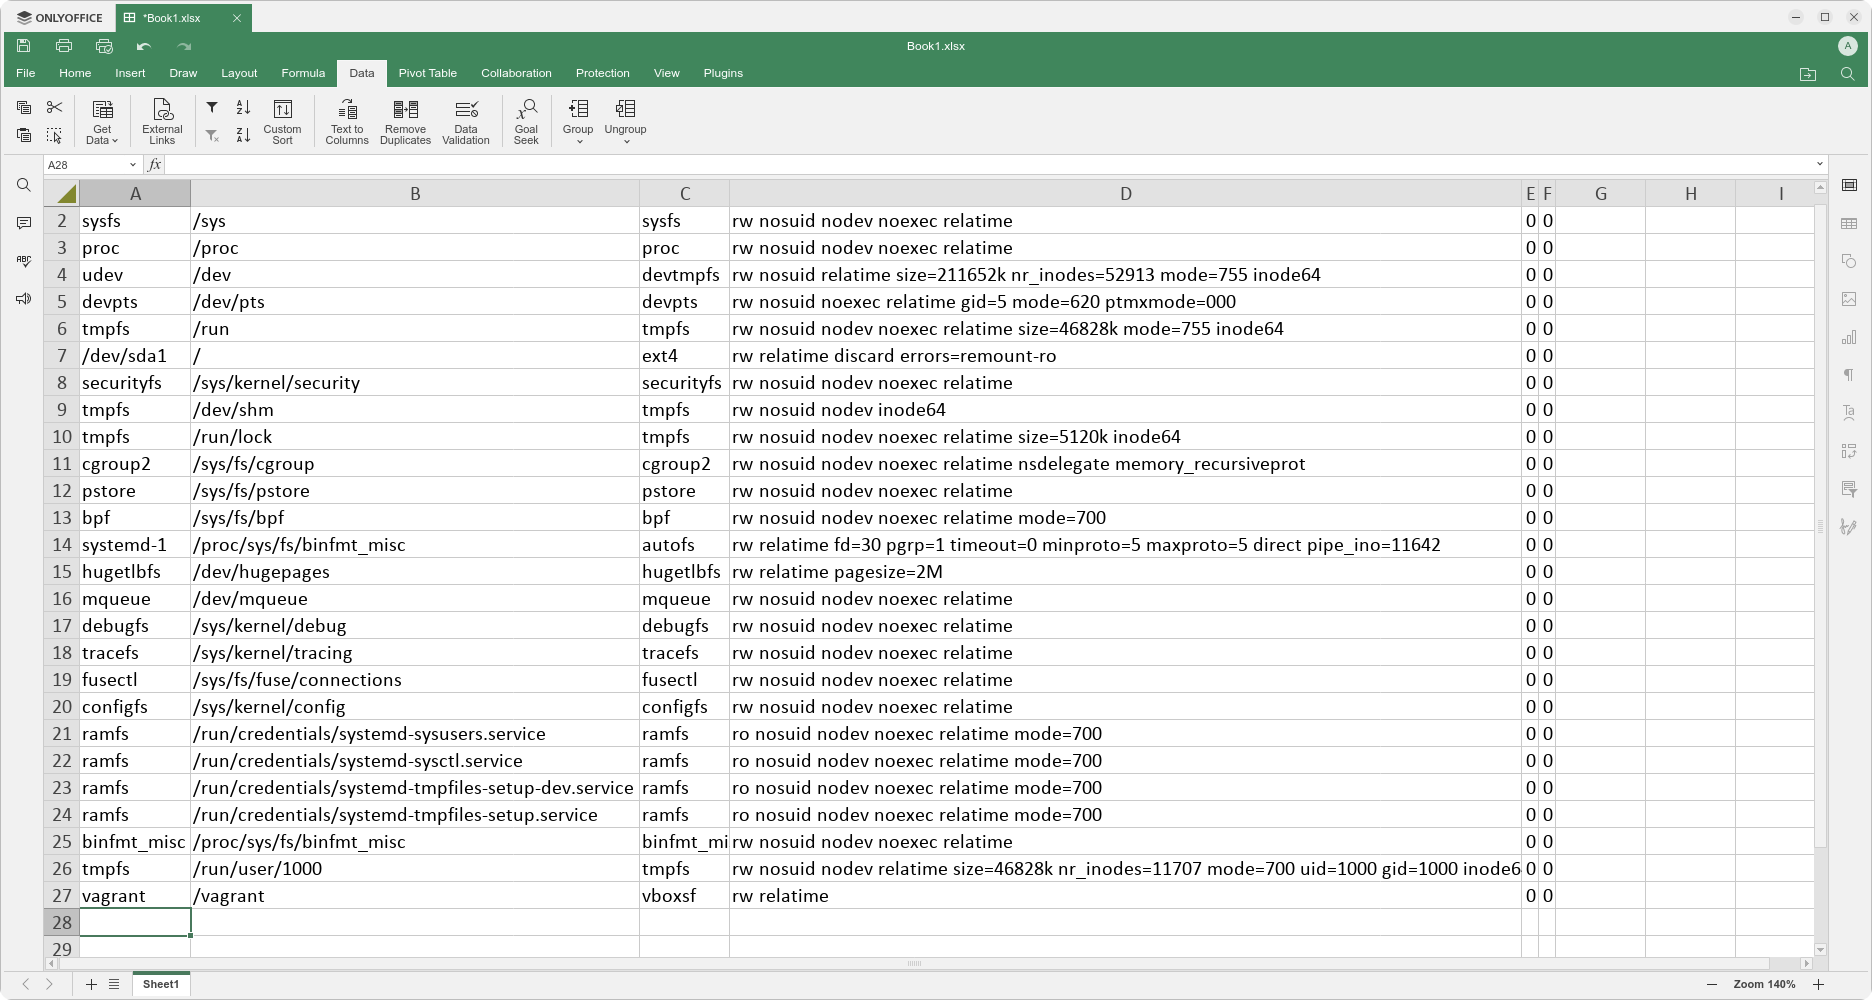 ONLYOFFICE *Book1.xlsx
Book1.xlsx A
File Home Insert Draw Layout Formula Data Pivot Table Collaboration Protection View Plugins
Get Data External Links Custom Sort Text to Columns Remove Duplicates Data Validation Goal Seek Group Ungroup
A28 fx
A B C D E F G H I
2 sysfs /sys sysfs rw nosuid nodev noexec relatime 0 0
3 proc /proc proc rw nosuid nodev noexec relatime 0 0
4 udev /dev devtmpfs rw nosuid relatime size=211652k nr_inodes=52913 mode=755 inode64 0 0
5 devpts /dev/pts devpts rw nosuid noexec relatime gid=5 mode=620 ptmxmode=000 0 0
6 tmpfs /run tmpfs rw nosuid nodev noexec relatime size=46828k mode=755 inode64 0 0
7 /dev/sda1 / ext4 rw relatime discard errors=remount-ro 0 0
8 securityfs /sys/kernel/security securityfs rw nosuid nodev noexec relatime 0 0
9 tmpfs /dev/shm tmpfs rw nosuid nodev inode64 0 0
10 tmpfs /run/lock tmpfs rw nosuid nodev noexec relatime size=5120k inode64 0 0
11 cgroup2 /sys/fs/cgroup cgroup2 rw nosuid nodev noexec relatime nsdelegate memory_recursiveprot 0 0
12 pstore /sys/fs/pstore pstore rw nosuid nodev noexec relatime 0 0
13 bpf /sys/fs/bpf bpf rw nosuid nodev noexec relatime mode=700 0 0
14 systemd-1 /proc/sys/fs/binfmt_misc autofs rw relatime fd=30 pgrp=1 timeout=0 minproto=5 maxproto=5 direct pipe_ino=11642 0 0
15 hugetlbfs /dev/hugepages hugetlbfs rw relatime pagesize=2M 0 0
16 mqueue /dev/mqueue mqueue rw nosuid nodev noexec relatime 0 0
17 debugfs /sys/kernel/debug debugfs rw nosuid nodev noexec relatime 0 0
18 tracefs /sys/kernel/tracing tracefs rw nosuid nodev noexec relatime 0 0
19 fusectl /sys/fs/fuse/connections fusectl rw nosuid nodev noexec relatime 0 0
20 configfs /sys/kernel/config configfs rw nosuid nodev noexec relatime 0 0
21 ramfs /run/credentials/systemd-sysusers.service ramfs ro nosuid nodev noexec relatime mode=700 0 0
22 ramfs /run/credentials/systemd-sysctl.service ramfs ro nosuid nodev noexec relatime mode=700 0 0
23 ramfs /run/credentials/systemd-tmpfiles-setup-dev.service ramfs ro nosuid nodev noexec relatime mode=700 0 0
24 ramfs /run/credentials/systemd-tmpfiles-setup.service ramfs ro nosuid nodev noexec relatime mode=700 0 0
25 binfmt_misc /proc/sys/fs/binfmt_misc binfmt_mi rw nosuid nodev noexec relatime 0 0
26 tmpfs /run/user/1000 tmpfs rw nosuid nodev relatime size=46828k nr_inodes=11707 mode=700 uid=1000 gid=1000 inode6 0 0
27 vagrant /vagrant vboxsf rw relatime 0 0
28
29
Sheet1 Zoom 140%